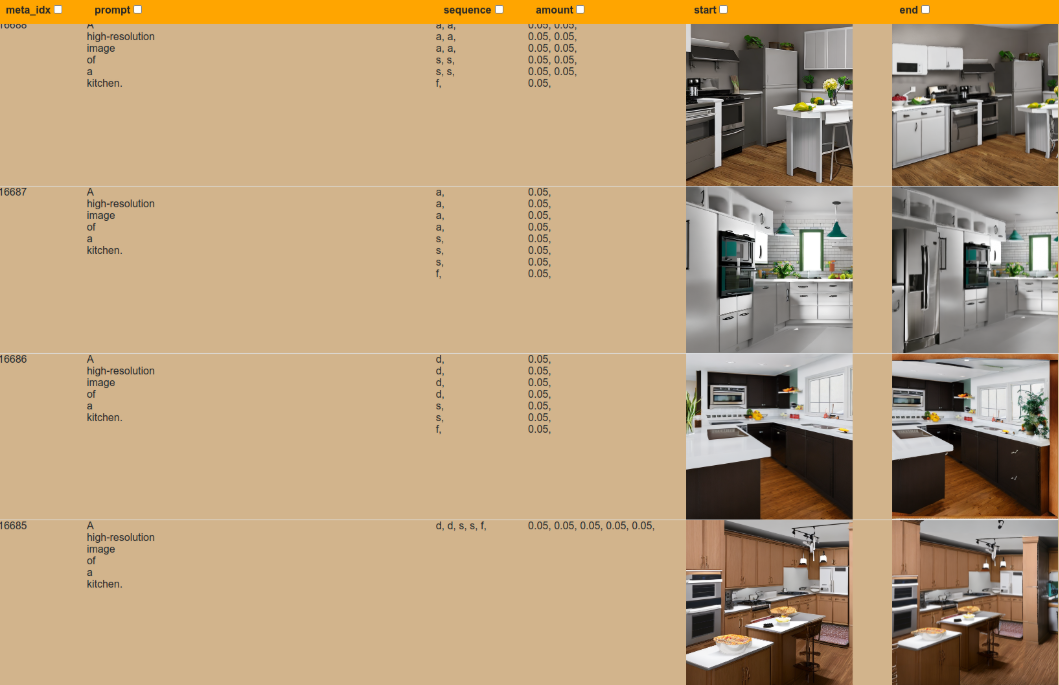 meta_idx prompt sequence amount start end
16688 A a, a, 0.05, 0.05,
high-resolution a, a, 0.05, 0.05,
image a, a, 0.05, 0.05,
of s, s, 0.05, 0.05,
a s, s, 0.05, 0.05,
kitchen. f, 0.05,
16687 A a, 0.05,
high-resolution a, 0.05,
image a, 0.05,
of a, 0.05,
a s, 0.05,
kitchen. s, 0.05,
s, 0.05,
f, 0.05,
16686 A d, 0.05,
high-resolution d, 0.05,
image d, 0.05,
of d, 0.05,
a s, 0.05,
kitchen. s, 0.05,
f, 0.05,
16685 A d, d, s, s, f, 0.05, 0.05, 0.05, 0.05, 0.05,
high-resolution
image
of
a
kitchen.